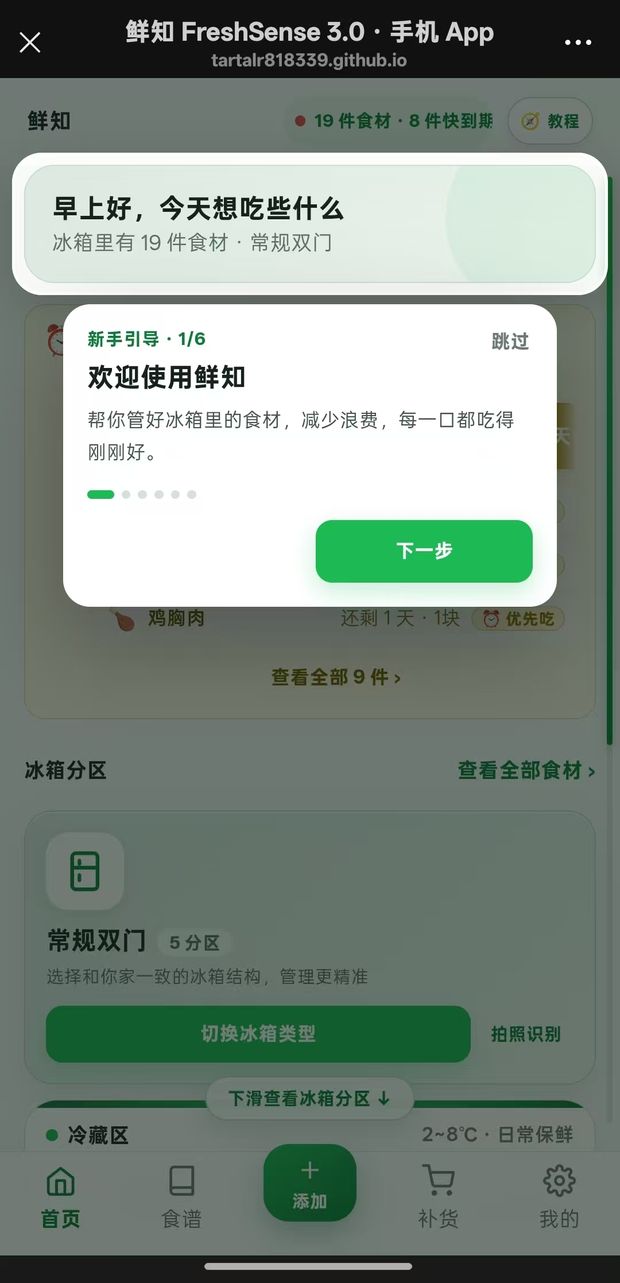 鲜知 FreshSense 3.0 · 手机 App
tartalr818339.github.io
鲜知
19 件食材 · 8 件快到期
教程
早上好，今天想吃些什么
冰箱里有 19 件食材 · 常规双门
新手引导 · 1/6
跳过
欢迎使用鲜知
帮你管好冰箱里的食材，减少浪费，每一口都吃得
刚刚好。
天
下一步
鸡胸肉
还剩 1 天 · 1块
优先吃
查看全部 9 件 ›
冰箱分区
查看全部食材 ›
常规双门
5 分区
选择和你家一致的冰箱结构，管理更精准
切换冰箱类型
拍照识别
下滑查看冰箱分区 ↓
冷藏区
2~8℃ · 日常保鲜
首页
食谱
添加
补货
我的